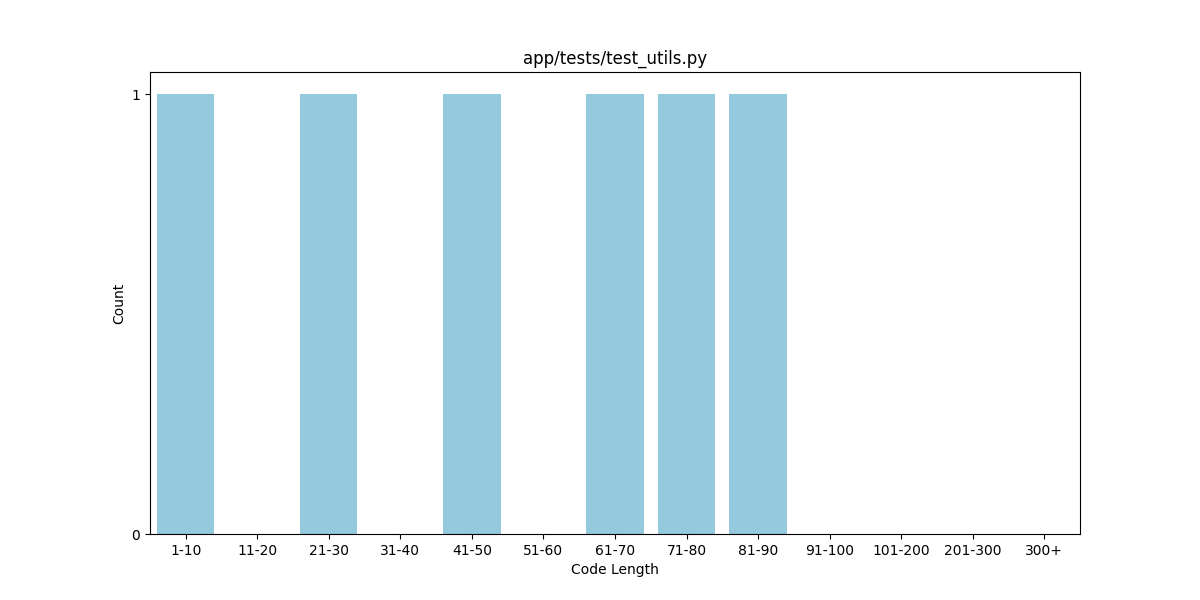 app/tests/test_utils.py
1
Count
0
1-10 11-20 21-30 31-40 41-50 51-60 61-70 71-80 81-90 91-100 101-200 201-300 300+
Code Length